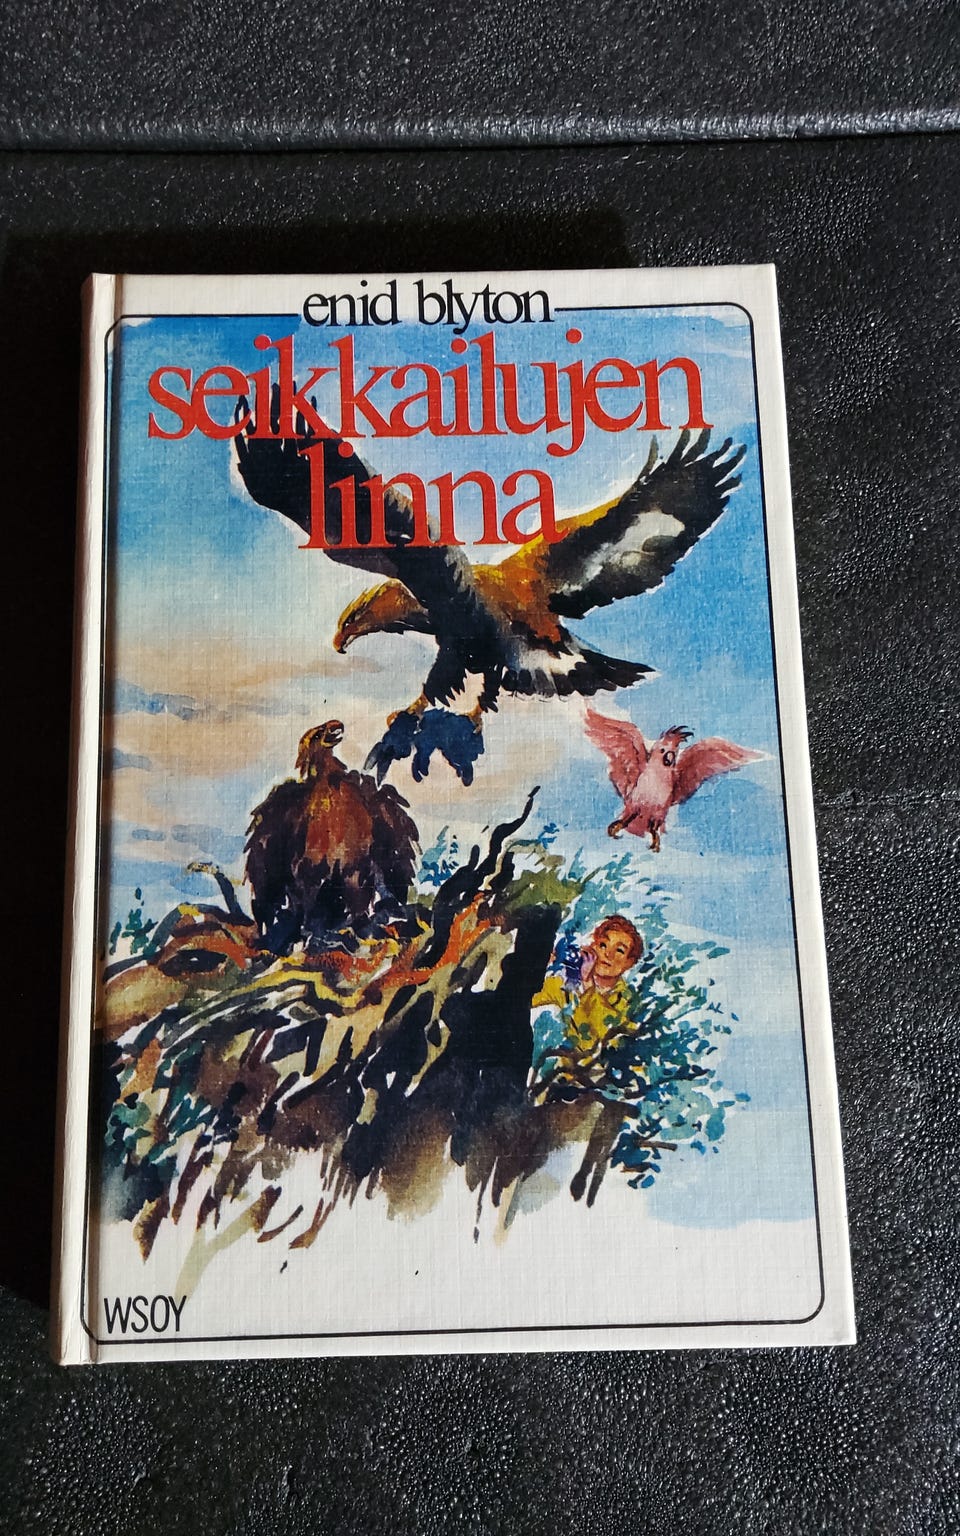 enid blyton
seikkailujen
linna
WSOY